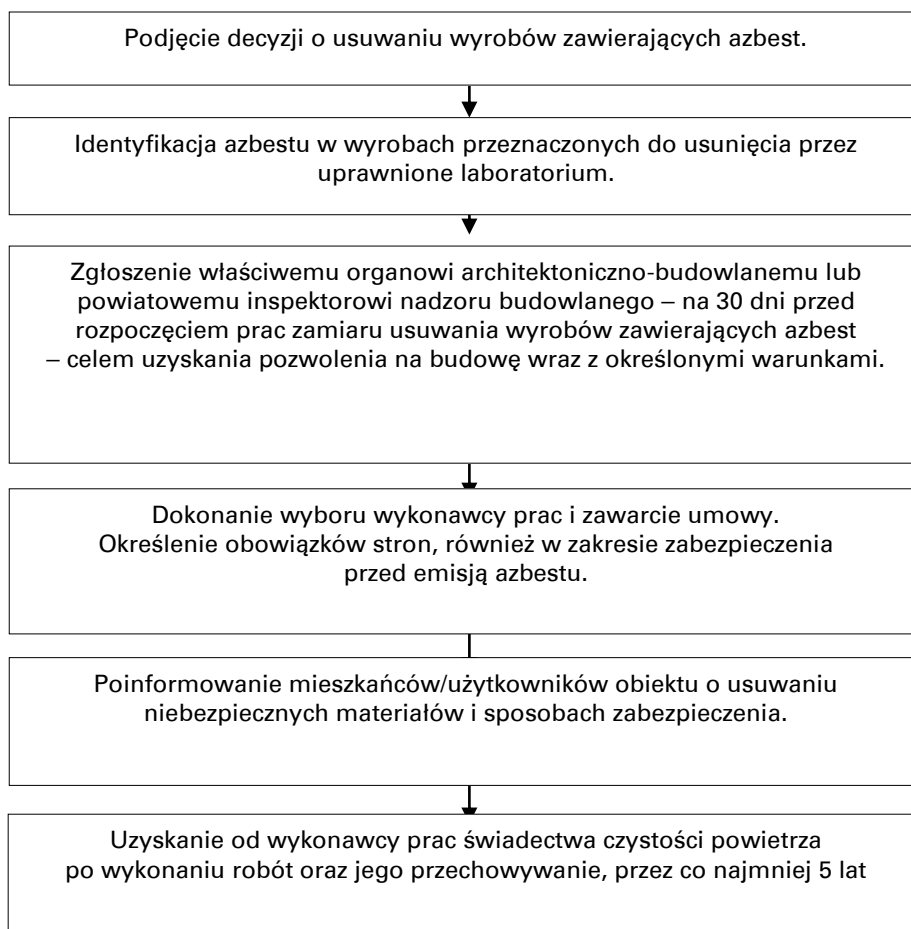 Podjęcie decyzji o usuwaniu wyrobów zawierających azbest.
Identyfikacja azbestu w wyrobach przeznaczonych do usunięcia przez
uprawnione laboratorium.
Zgłoszenie właściwemu organowi architektoniczno-budowlanemu lub
powiatowemu inspektorowi nadzoru budowlanego – na 30 dni przed
rozpoczęciem prac zamiaru usuwania wyrobów zawierających azbest
– celem uzyskania pozwolenia na budowę wraz z określonymi warunkami.
Dokonanie wyboru wykonawcy prac i zawarcie umowy.
Określenie obowiązków stron, również w zakresie zabezpieczenia
przed emisją azbestu.
Poinformowanie mieszkańców/użytkowników obiektu o usuwaniu
niebezpiecznych materiałów i sposobach zabezpieczenia.
Uzyskanie od wykonawcy prac świadectwa czystości powietrza
po wykonaniu robót oraz jego przechowywanie, przez co najmniej 5 lat